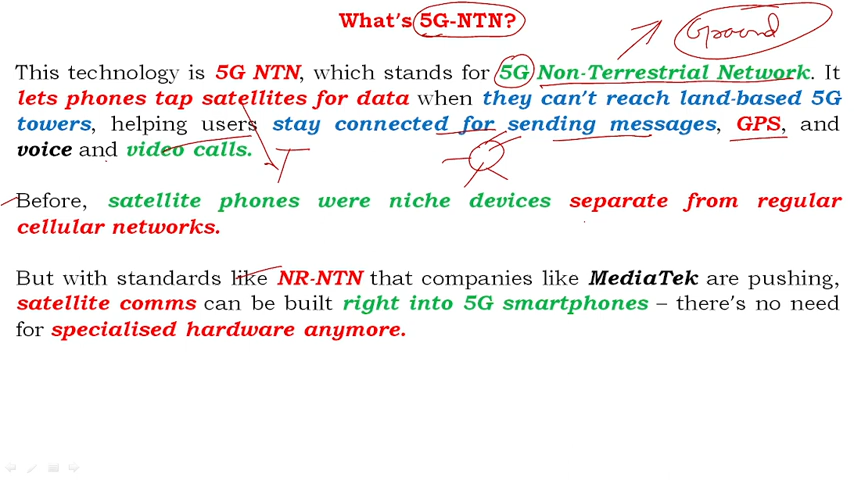 What's 5G-NTN?
Ground
This technology is 5G NTN, which stands for 5G Non-Terrestrial Network. It
lets phones tap satellites for data when they can't reach land-based 5G
towers, helping users stay connected for sending messages, GPS, and
voice and video calls.
Before, satellite phones were niche devices separate from regular
cellular networks.
But with standards like NR-NTN that companies like MediaTek are pushing,
satellite comms can be built right into 5G smartphones – there's no need
for specialised hardware anymore.